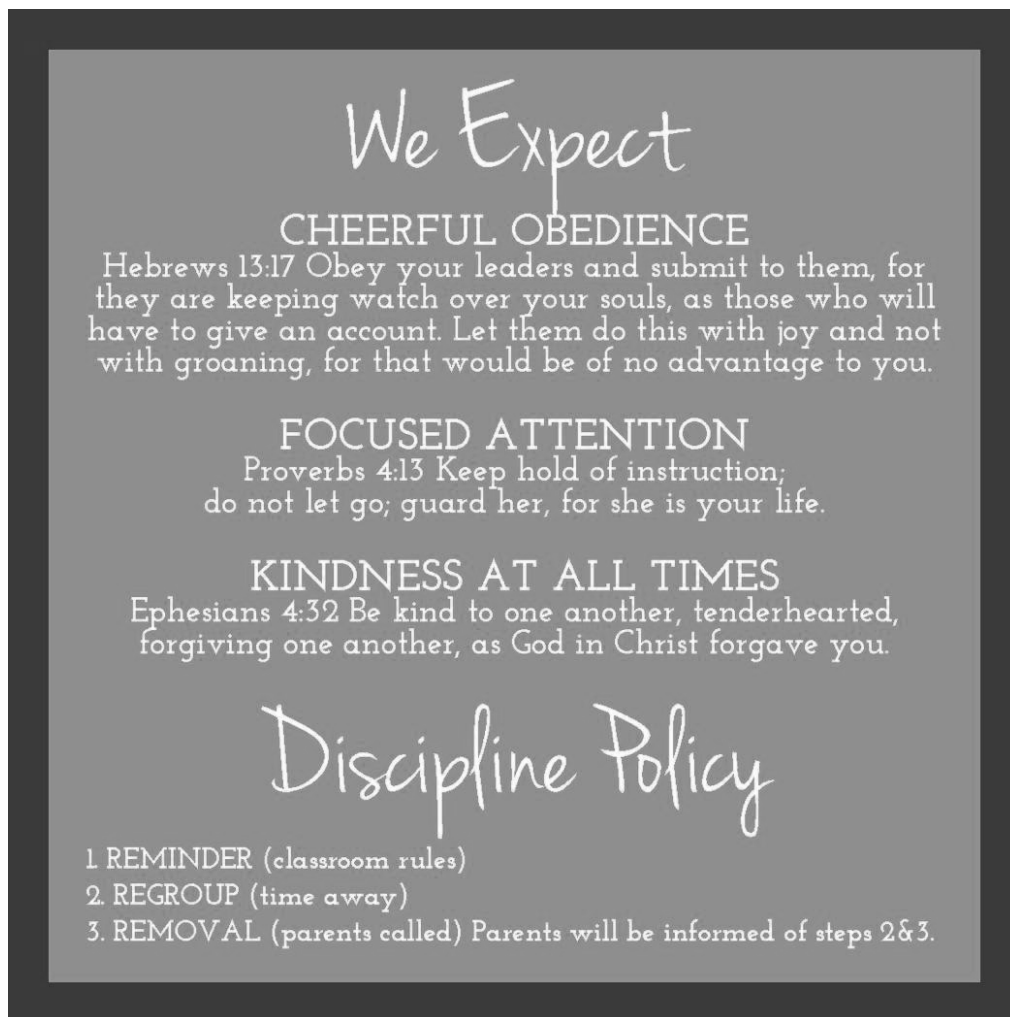 We Expect
CHEERFUL OBEDIENCE
Hebrews 13:17 Obey your leaders and submit to them, for
they are keeping watch over your souls, as those who will
have to give an account. Let them do this with joy and not
with groaning, for that would be of no advantage to you.
FOCUSED ATTENTION
Proverbs 4:13 Keep hold of instruction;
do not let go; guard her, for she is your life.
KINDNESS AT ALL TIMES
Ephesians 4:32 Be kind to one another, tenderhearted,
forgiving one another, as God in Christ forgave you.
Discipline Policy
1. REMINDER (classroom rules)
2. REGROUP (time away)
3. REMOVAL (parents called) Parents will be informed of steps 2&3.